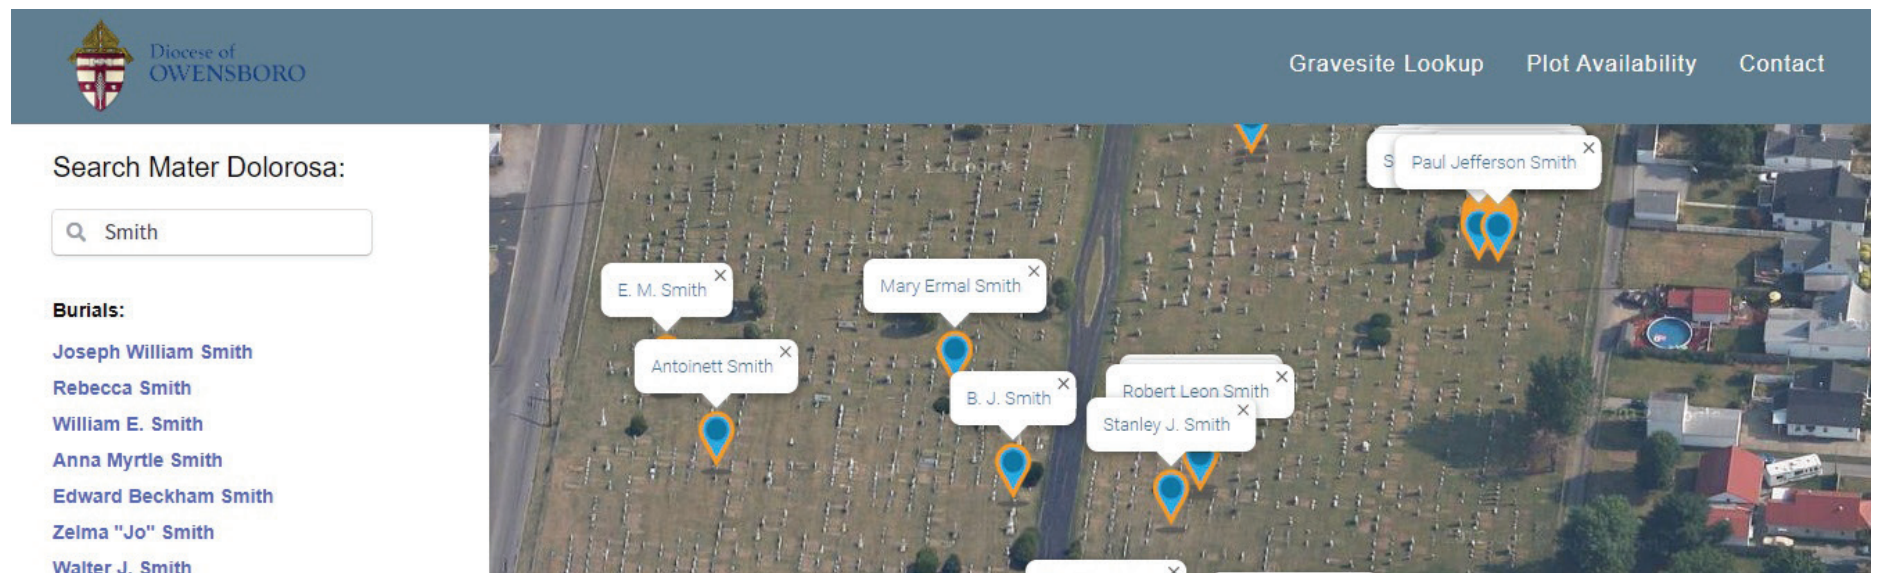 Diocese of
OWENSBORO
Gravesite Lookup Plot Availability Contact
Search Mater Dolorosa:
Smith
Burials:
Joseph William Smith
Rebecca Smith
William E. Smith
Anna Myrtle Smith
Edward Beckham Smith
Zelma "Jo" Smith
Walter J. Smith
S
Paul Jefferson Smith
E. M. Smith
Mary Ermal Smith
Antoinett Smith
B. J. Smith
Robert Leon Smith
Stanley J. Smith